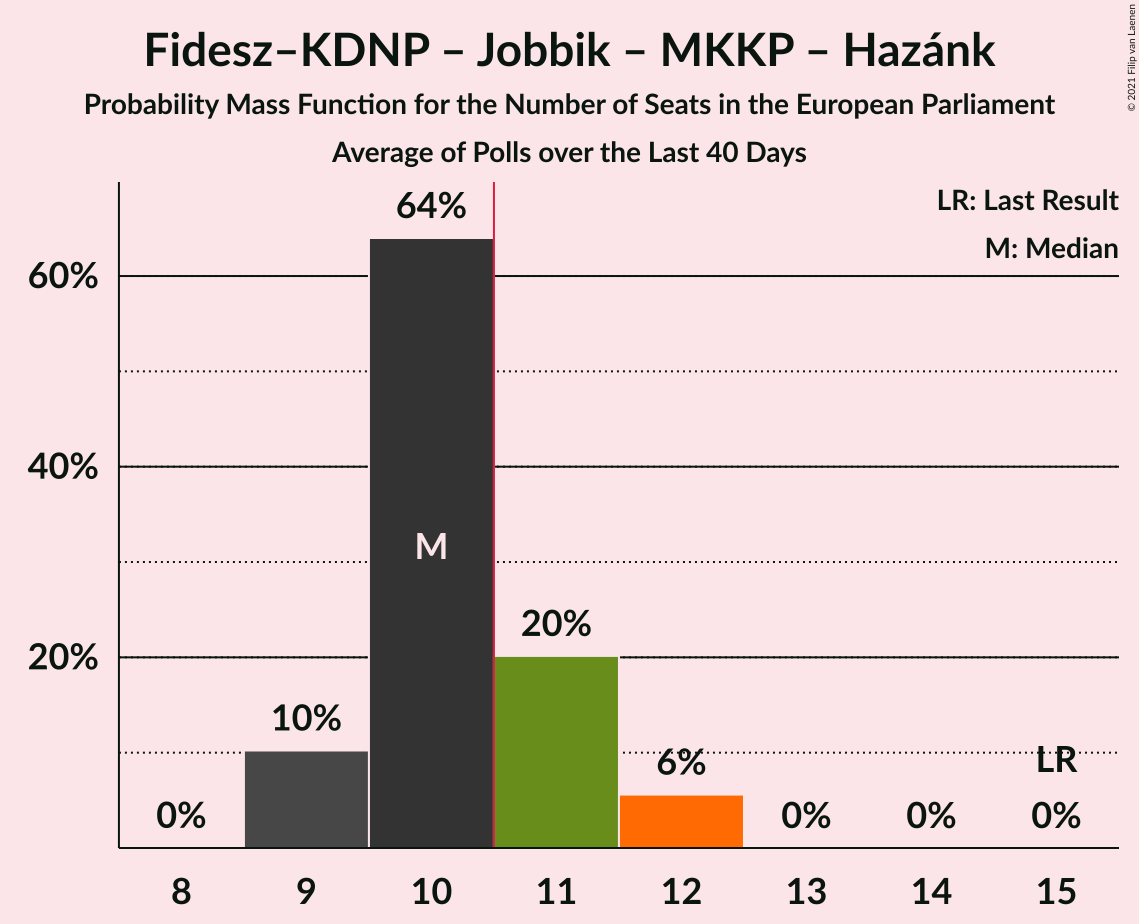 Fidesz–KDNP – Jobbik – MKKP – Hazánk
Probability Mass Function for the Number of Seats in the European Parliament
Average of Polls over the Last 40 Days
© 2021 Filip van Laenen
LR: Last Result
M: Median
64%
60%
40%
M
20%
20%
10%
6%
LR
0%
0%
0%
0%
8 9 10 11 12 13 14 15